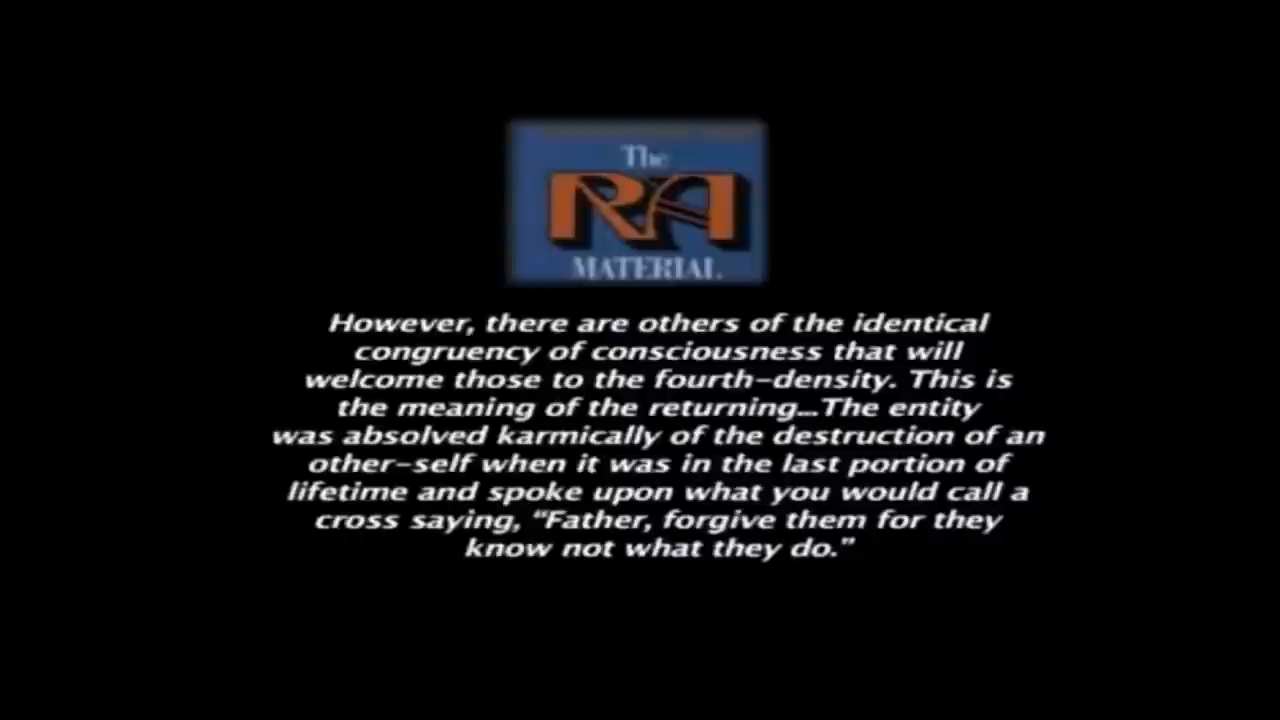 The
RA
MATERIAL
However, there are others of the identical
congruency of consciousness that will
welcome those to the fourth-density. This is
the meaning of the returning...The entity
was absolved karmically of the destruction of an
other-self when it was in the last portion of
lifetime and spoke upon what you would call a
cross saying, “Father, forgive them for they
know not what they do.”